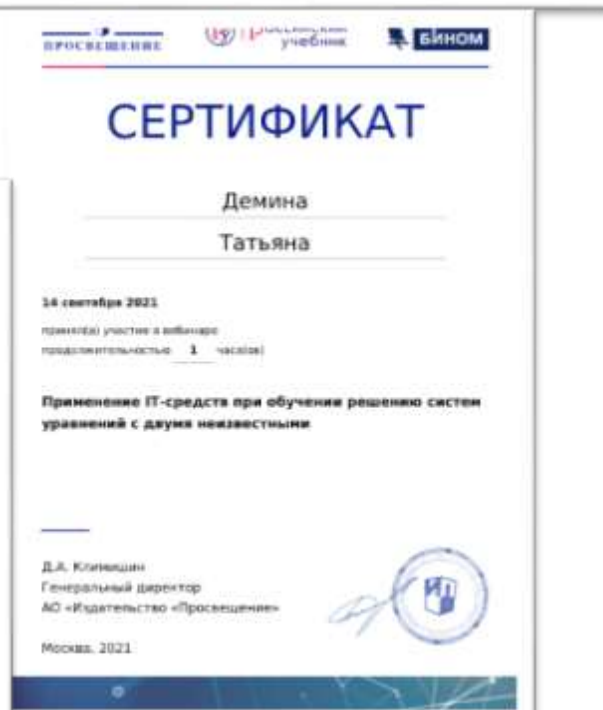 ПРОСВЕЩЕНИЕ
учебник
БИНОМ
СЕРТИФИКАТ
Демина
Татьяна
14 сентября 2021
принял(а) участие в вебинаре
продолжительностью 1 часа(ов)
Применение IT-средств при обучении решению систем
уравнений с двумя неизвестными
Д.А. Климишин
Генеральный директор
АО «Издательство «Просвещение»
Москва, 2021